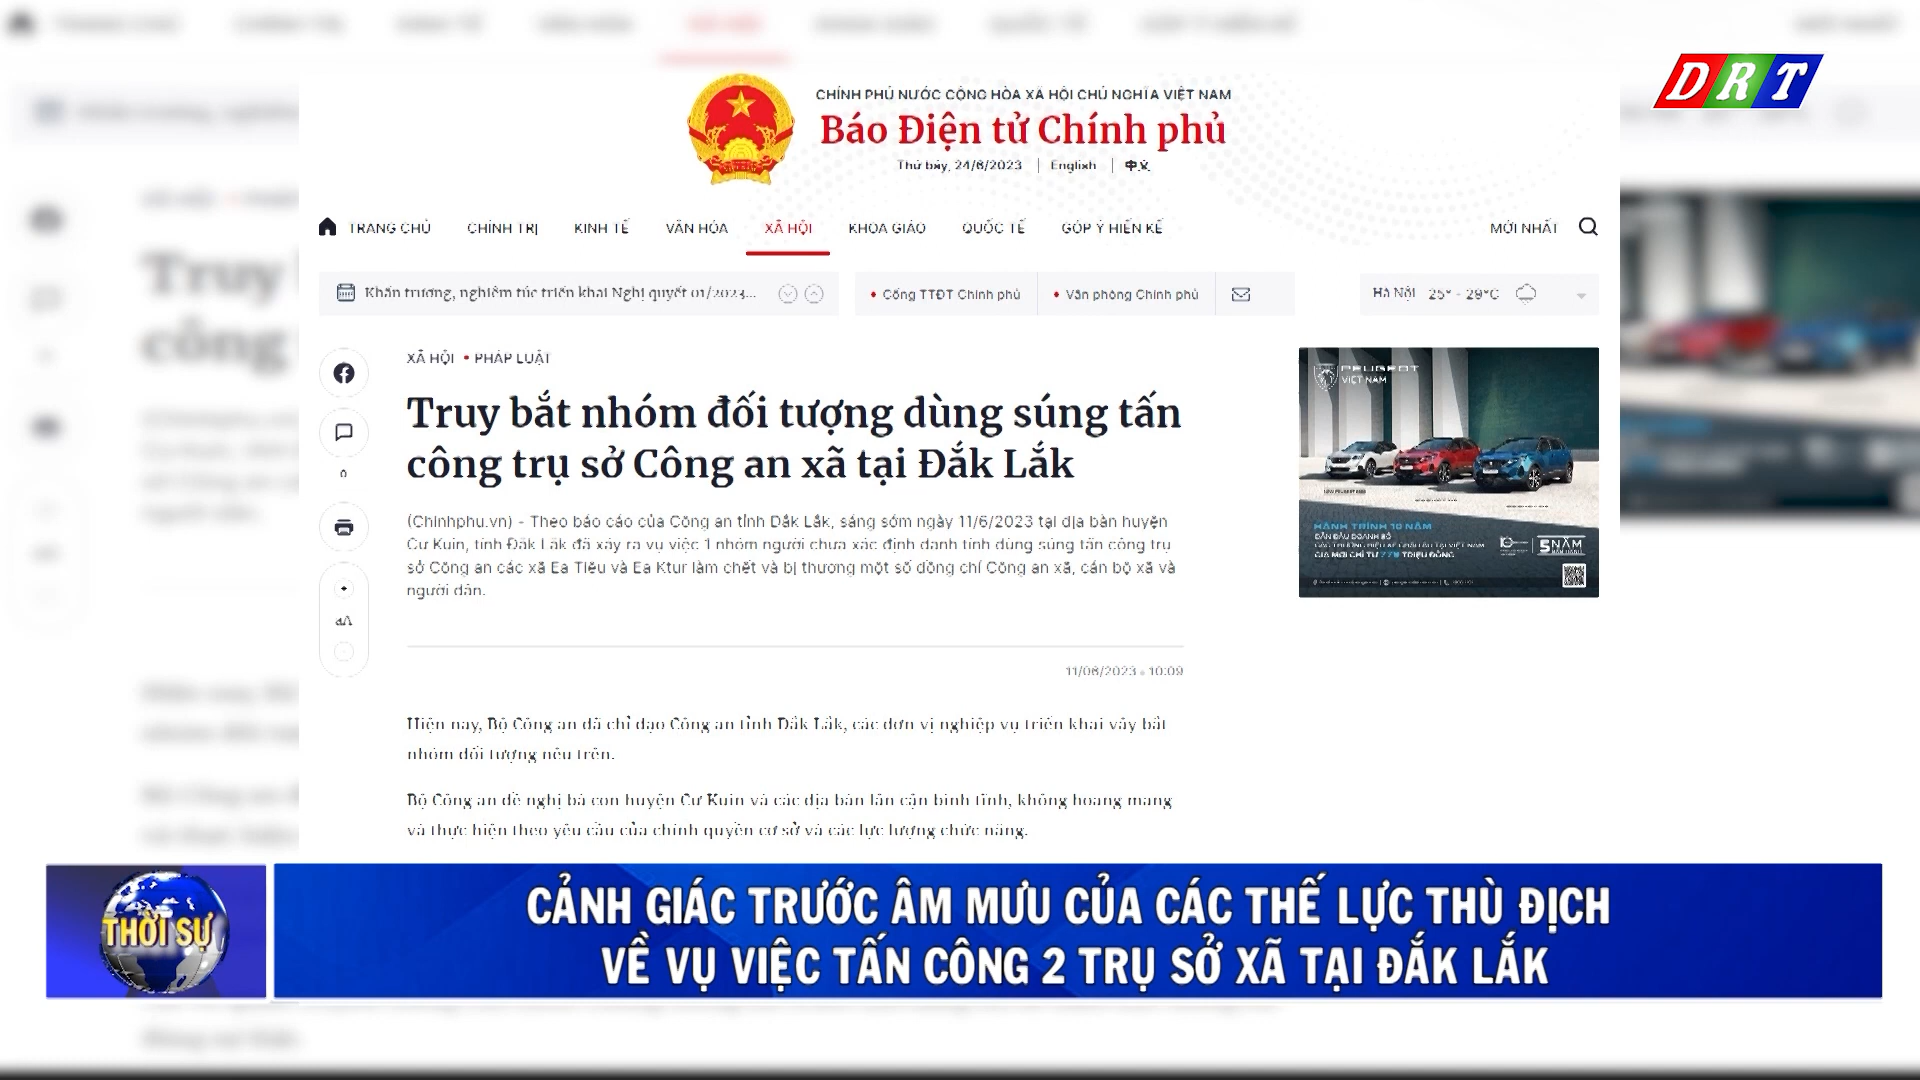 DRT
CHÍNH PHỦ NƯỚC CỘNG HÒA XÃ HỘI CHỦ NGHĨA VIỆT NAM
Báo Điện tử Chính phủ
Thứ bảy, 24/6/2023 | English | 中文
TRANG CHỦ CHÍNH TRỊ KINH TẾ VĂN HÓA XÃ HỘI KHOA GIÁO QUỐC TẾ GÓP Ý HIẾN KẾ MỚI NHẤT
Khẩn trương, nghiêm túc triển khai Nghị quyết 01/2023... • Cổng TTĐT Chính phủ • Văn phòng Chính phủ Hà Nội 25° - 29°C
XÃ HỘI • PHÁP LUẬT
Truy bắt nhóm đối tượng dùng súng tấn
công trụ sở Công an xã tại Đắk Lắk
(Chinhphu.vn) - Theo báo cáo của Công an tỉnh Đắk Lắk, sáng sớm ngày 11/6/2023 tại địa bàn huyện
Cư Kuin, tỉnh Đắk Lắk đã xảy ra vụ việc 1 nhóm người chưa xác định danh tính dùng súng tấn công trụ
sở Công an các xã Ea Tiêu và Ea Ktur làm chết và bị thương một số đồng chí Công an xã, cán bộ xã và
người dân.
0
aA
11/06/2023 10:09
Hiện nay, Bộ Công an đã chỉ đạo Công an tỉnh Đắk Lắk, các đơn vị nghiệp vụ triển khai vây bắt
nhóm đối tượng nêu trên.
Bộ Công an đề nghị bà con huyện Cư Kuin và các địa bàn lân cận bình tĩnh, không hoang mang
và thực hiện theo yêu cầu của chính quyền cơ sở và các lực lượng chức năng.
PEUGEOT
VIỆT NAM
HÀNH TRÌNH 10 NĂM
DẪN ĐẦU DOANH SỐ
5 NĂM
THỜI SỰ
CẢNH GIÁC TRƯỚC ÂM MƯU CỦA CÁC THẾ LỰC THÙ ĐỊCH
VỀ VỤ VIỆC TẤN CÔNG 2 TRỤ SỞ XÃ TẠI ĐẮK LẮK